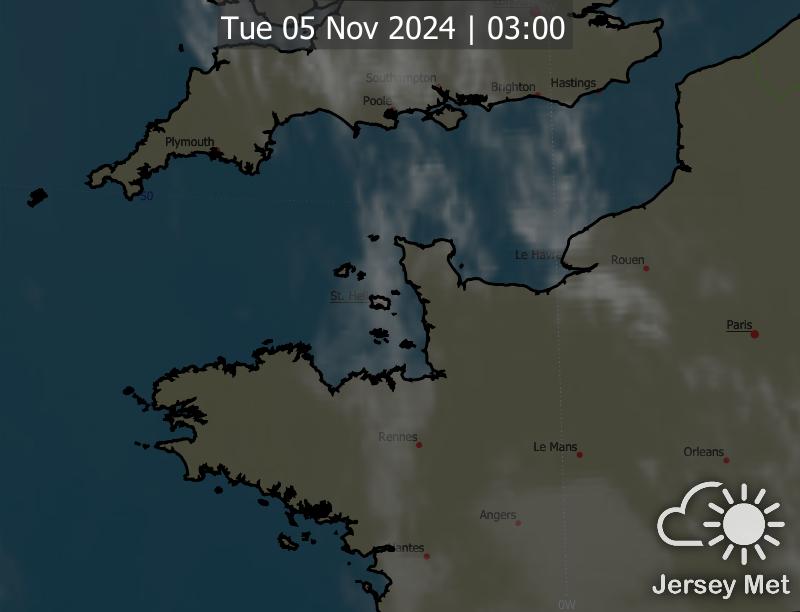 Tue 05 Nov 2024 | 03:00
Southampton
Brighton
Hastings
Poole
Plymouth
50
Le Havre
Rouen
St.
Paris
Rennes
Le Mans
Orleans
Angers
Nantes
Jersey Met
0W